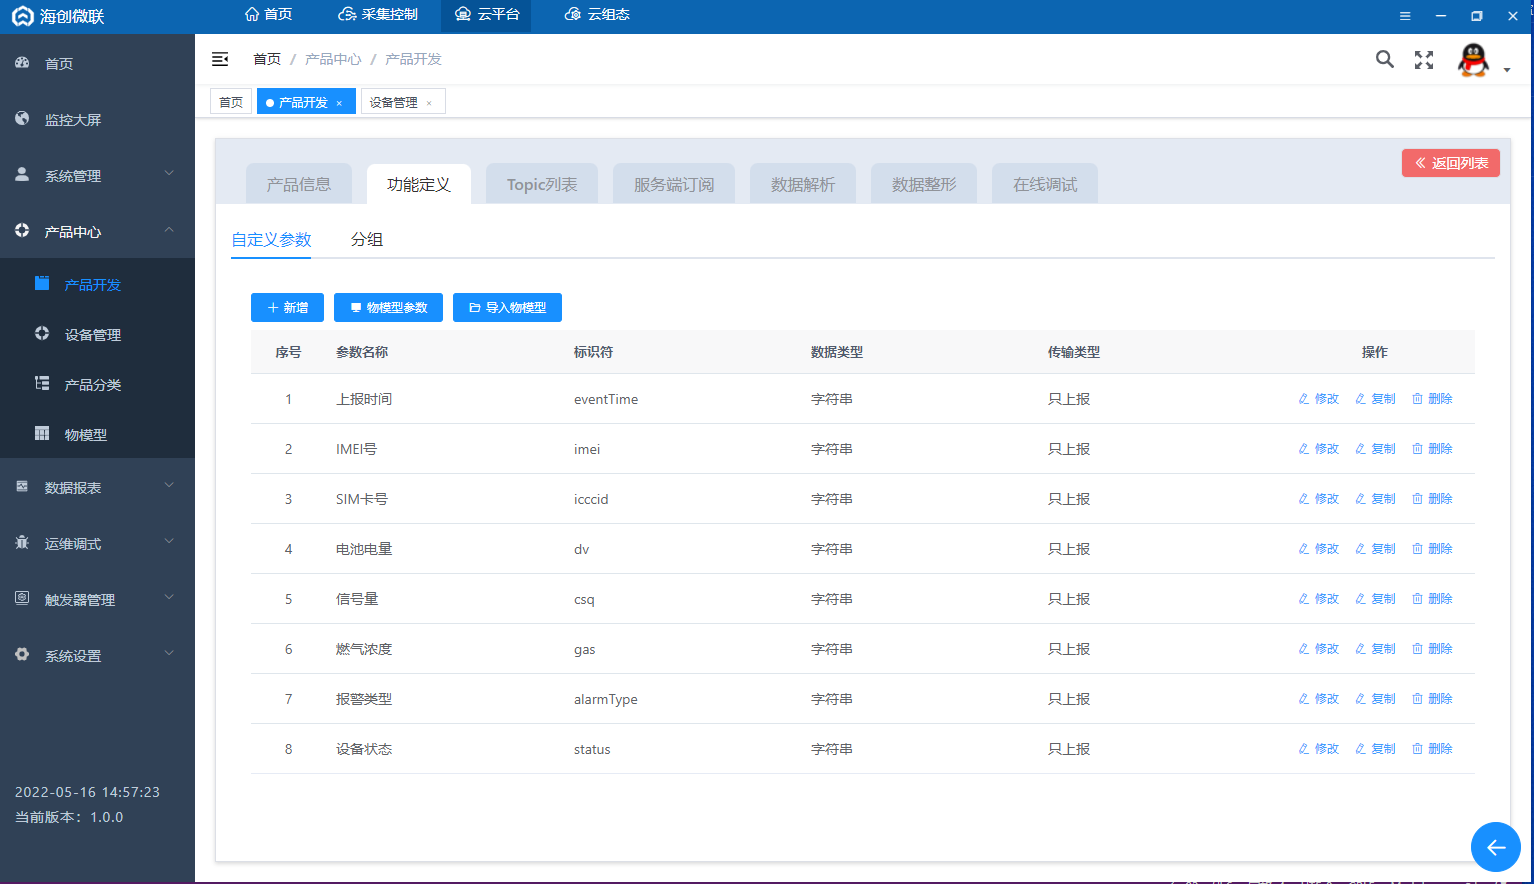 海创微联
首页 采集控制 云平台 云组态
首页
监控大屏
系统管理
产品中心
产品开发
设备管理
产品分类
物模型
数据报表
运维调式
触发器管理
系统设置
2022-05-16 14:57:23
当前版本：1.0.0
首页 / 产品中心 / 产品开发
首页 产品开发 × 设备管理 ×
返回列表
产品信息 功能定义 Topic列表 服务端订阅 数据解析 数据整形 在线调试
自定义参数 分组
新增 物模型参数 导入物模型
序号 参数名称 标识符 数据类型 传输类型 操作
1 上报时间 eventTime 字符串 只上报 修改 复制 删除
2 IMEI号 imei 字符串 只上报 修改 复制 删除
3 SIM卡号 icccid 字符串 只上报 修改 复制 删除
4 电池电量 dv 字符串 只上报 修改 复制 删除
5 信号量 csq 字符串 只上报 修改 复制 删除
6 燃气浓度 gas 字符串 只上报 修改 复制 删除
7 报警类型 alarmType 字符串 只上报 修改 复制 删除
8 设备状态 status 字符串 只上报 修改 复制 删除